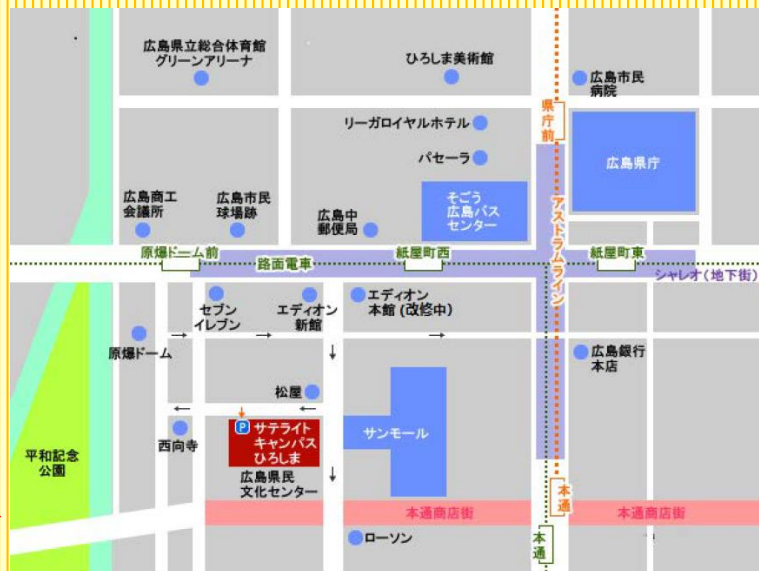 広島県立総合体育館
グリーンアリーナ
ひろしま美術館
広島市民
病院
リーガロイヤルホテル
県庁前
パセーラ
広島県庁
広島商工
会議所
広島市民
球場跡
広島中
郵便局
そごう
広島バス
センター
アストラムライン
原爆ドーム前
路面電車
紙屋町西
紙屋町東
シャレオ(地下街)
セブン
イレブン
エディオン
新館
エディオン
本館 (改修中)
原爆ドーム
広島銀行
本店
松屋
P
サテライト
キャンパス
ひろしま
西向寺
サンモール
平和記念
公園
広島県民
文化センター
本通
本通商店街
本通商店街
ローソン
本通